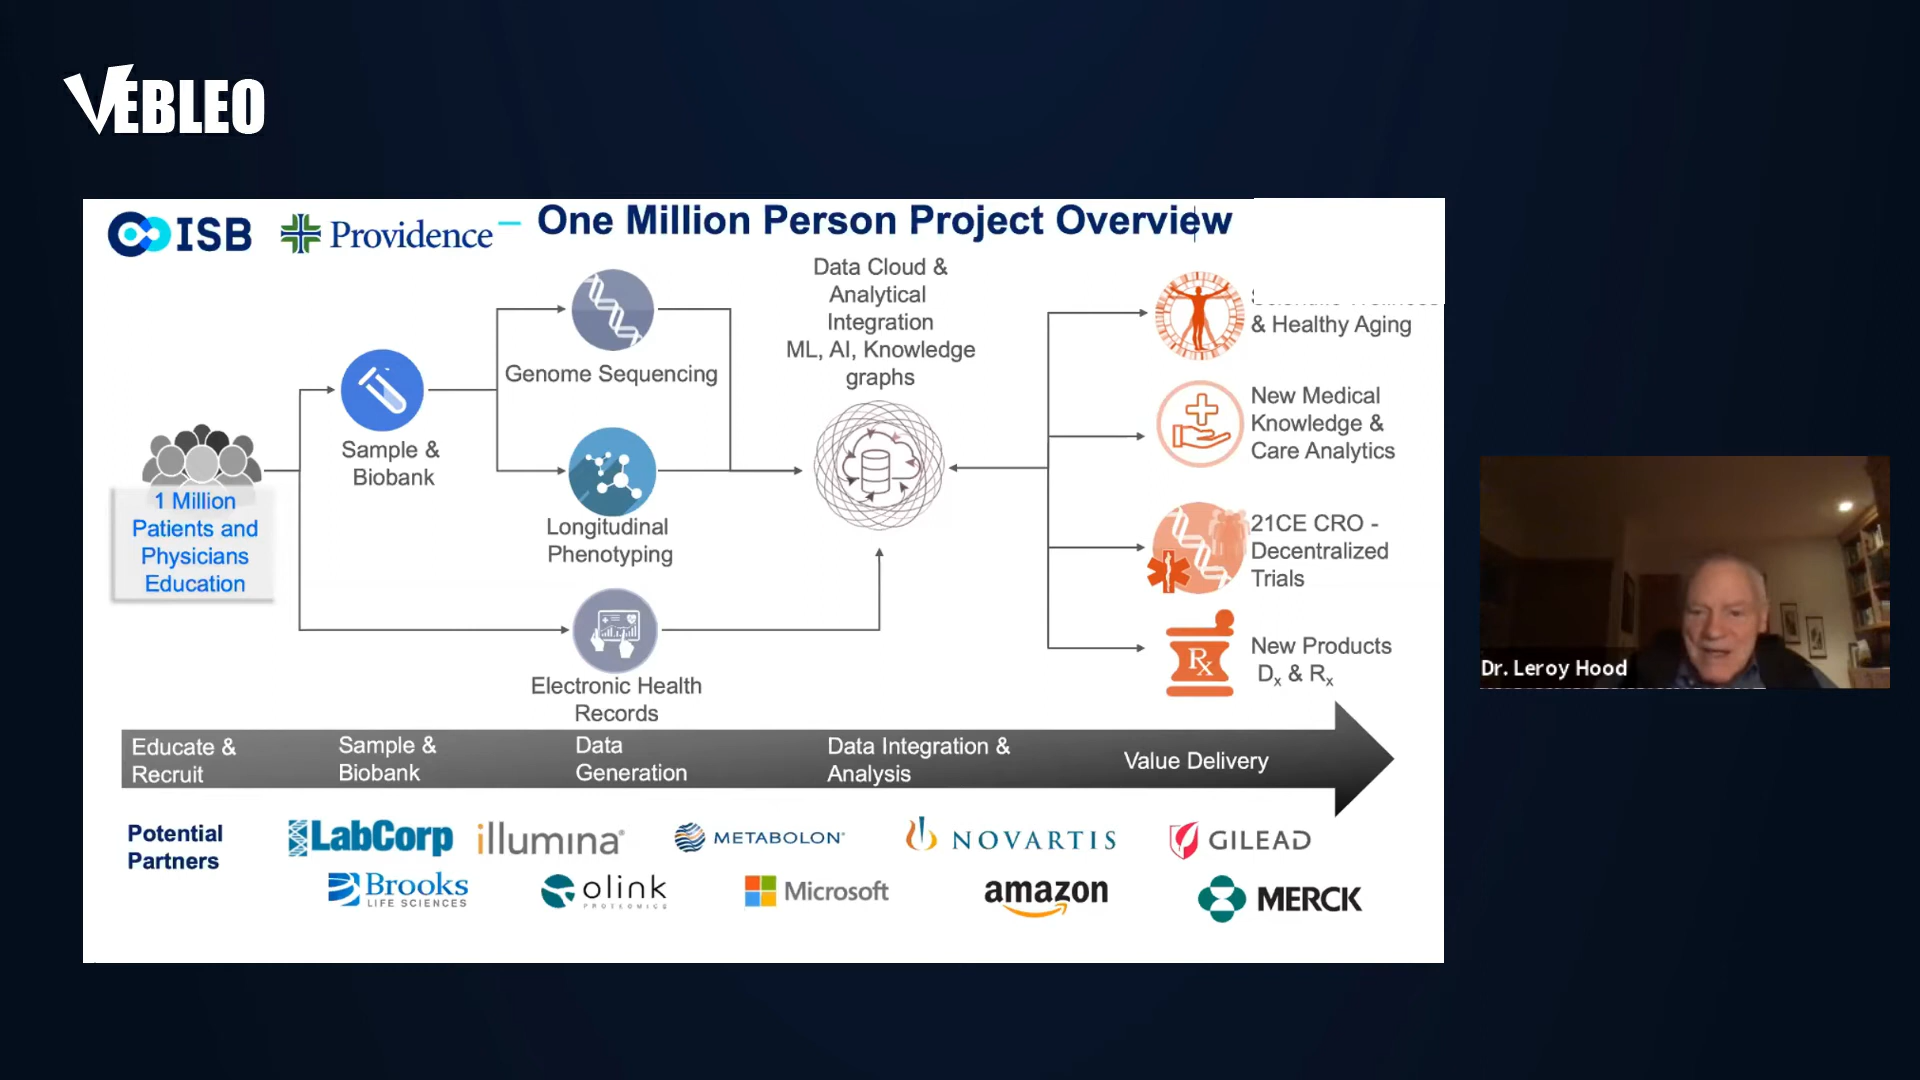 VEBLEO
ISB Providence – One Million Person Project Overview
1 Million
Patients and
Physicians
Education
Sample &
Biobank
Genome Sequencing
Longitudinal
Phenotyping
Electronic Health
Records
Data Cloud &
Analytical
Integration
ML, AI, Knowledge
graphs
& Healthy Aging
New Medical
Knowledge &
Care Analytics
21CE CRO -
Decentralized
Trials
Rx
New Products
Dx & Rx
Educate &
Recruit
Sample &
Biobank
Data
Generation
Data Integration &
Analysis
Value Delivery
Potential
Partners
LabCorp illumina® METABOLON® NOVARTIS GILEAD
Brooks
LIFE SCIENCES
olink
PROTEOMICS
Microsoft
amazon
MERCK
Dr. Leroy Hood